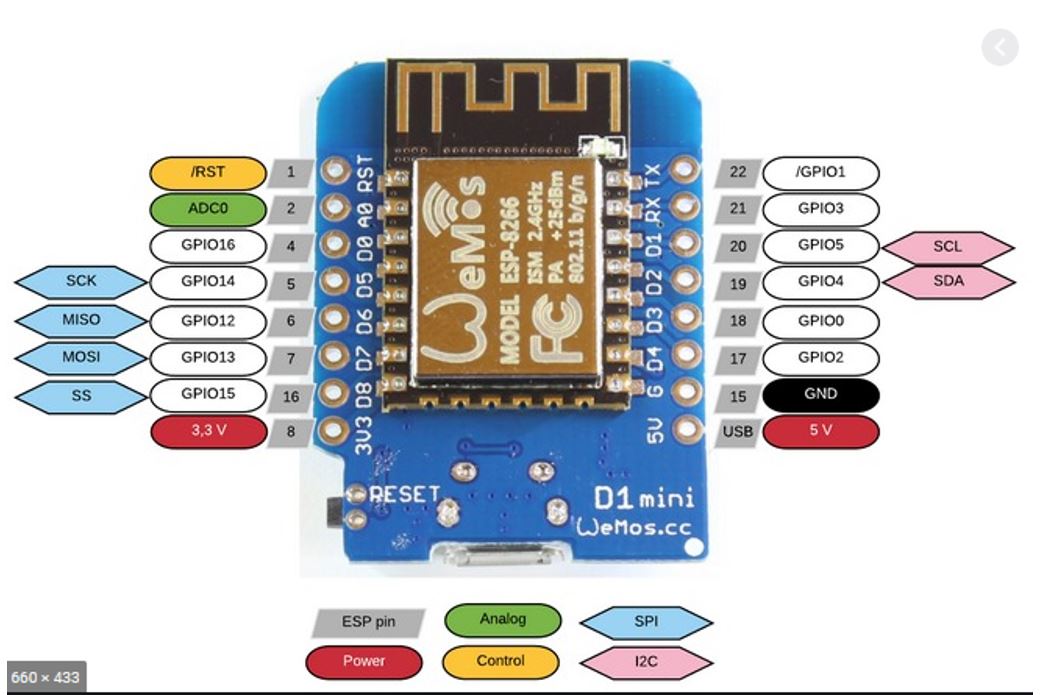 /RST 1 RST TX 22 /GPIO1
ADC0 2 A0 RX 21 GPIO3
GPIO16 4 D0 D1 20 GPIO5 SCL
SCK GPIO14 5 D5 D2 19 GPIO4 SDA
MISO GPIO12 6 D6 D3 18 GPIO0
MOSI GPIO13 7 D7 D4 17 GPIO2
SS GPIO15 16 D8 G 15 GND
3,3 V 8 3V3 5V USB 5 V
WeMos
MODEL ESP-8266
ISM 2.4GHz
PA +25dBm
802.11 b/g/n
FC
RESET
D1 mini
WeMos.cc
ESP pin Analog SPI
Power Control I2C
660 × 433